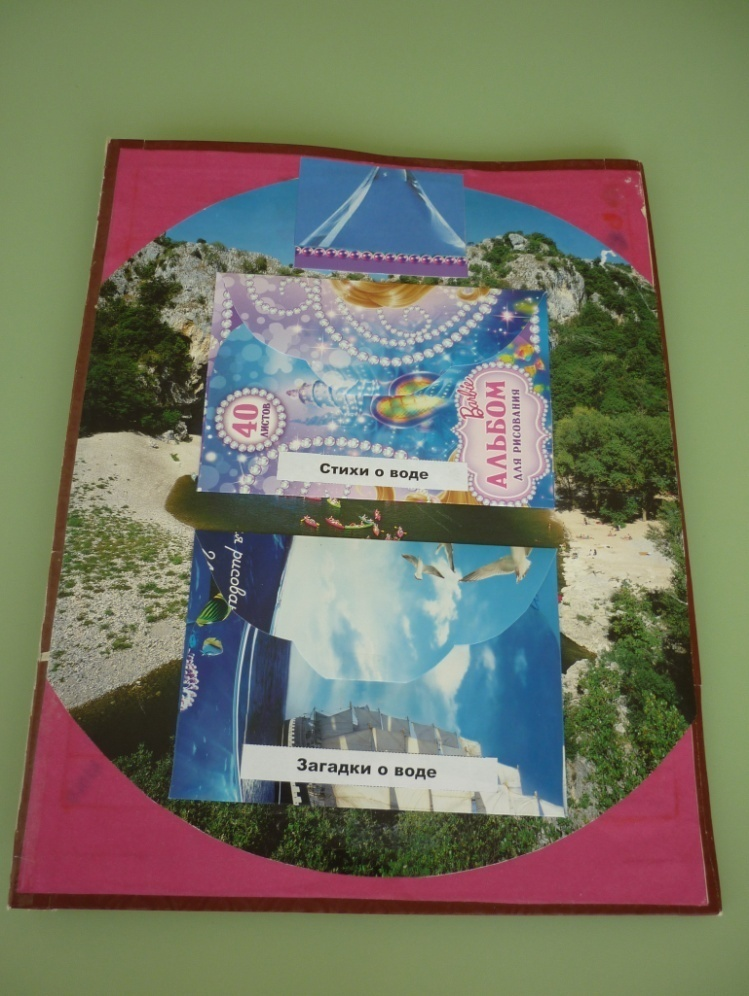 40
ЛИСТОВ
Barbie
АЛЬБОМ
ДЛЯ РИСОВАНИЯ
Стихи о воде
Загадки о воде